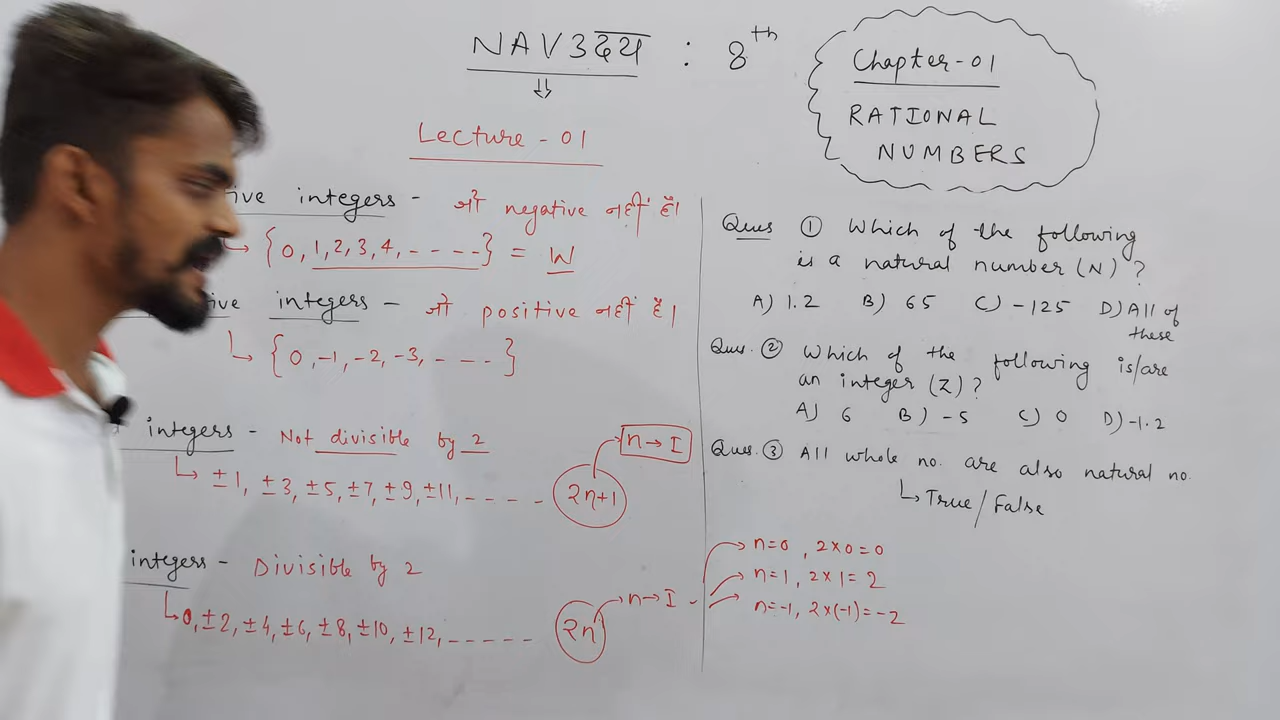 NAV उदय : 8th
Chapter-01
RATIONAL
NUMBERS
⇓
Lecture - 01
ive integers - जो negative नहीं हैं।
↳ {0, 1, 2, 3, 4, - - - -} = W
tive integers - जो positive नहीं हैं।
↳ {0, -1, -2, -3, - - - -}
integers - Not divisible by 2
↳ ±1, ±3, ±5, ±7, ±9, ±11, - - - - 2n+1 → n→I
integers - Divisible by 2
↳ 0, ±2, ±4, ±6, ±8, ±10, ±12, - - - - - 2n → n→I
Ques ① Which of the following
is a natural number (N) ?
A) 1.2 B) 65 C) -125 D) All of
these
Ques. ② Which of the following is/are
an integer (Z) ?
A) 6 B) -5 C) 0 D) -1.2
Ques. ③ All whole no. are also natural no.
↳ True/False
→ n=0, 2×0=0
→ n=1, 2×1=2
→ n=-1, 2×(-1)=-2